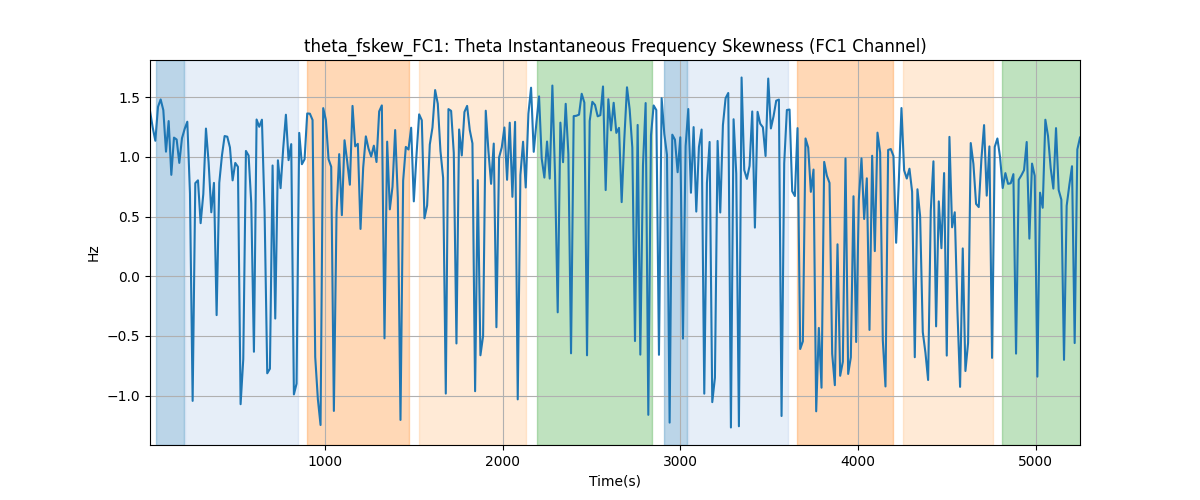 theta_fskew_FC1: Theta Instantaneous Frequency Skewness (FC1 Channel)
1.5
1.0
0.5
0.0
−0.5
−1.0
Hz
1000 2000 3000 4000 5000
Time(s)